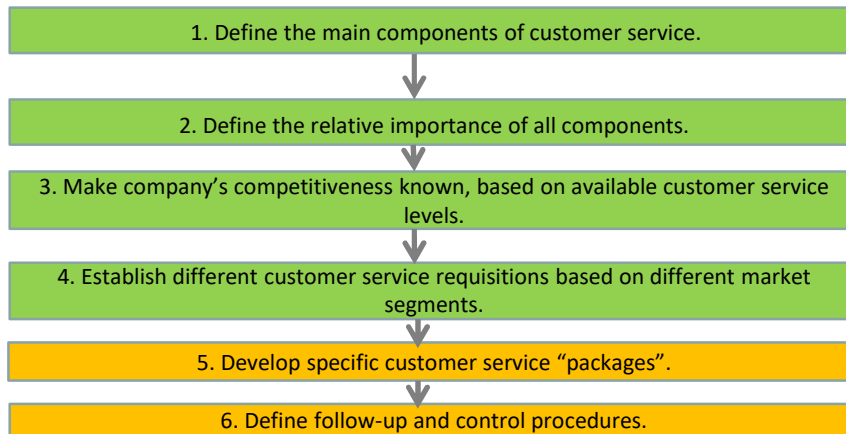 1. Define the main components of customer service.
2. Define the relative importance of all components.
3. Make company’s competitiveness known, based on available customer service
levels.
4. Establish different customer service requisitions based on different market
segments.
5. Develop specific customer service “packages”.
6. Define follow-up and control procedures.